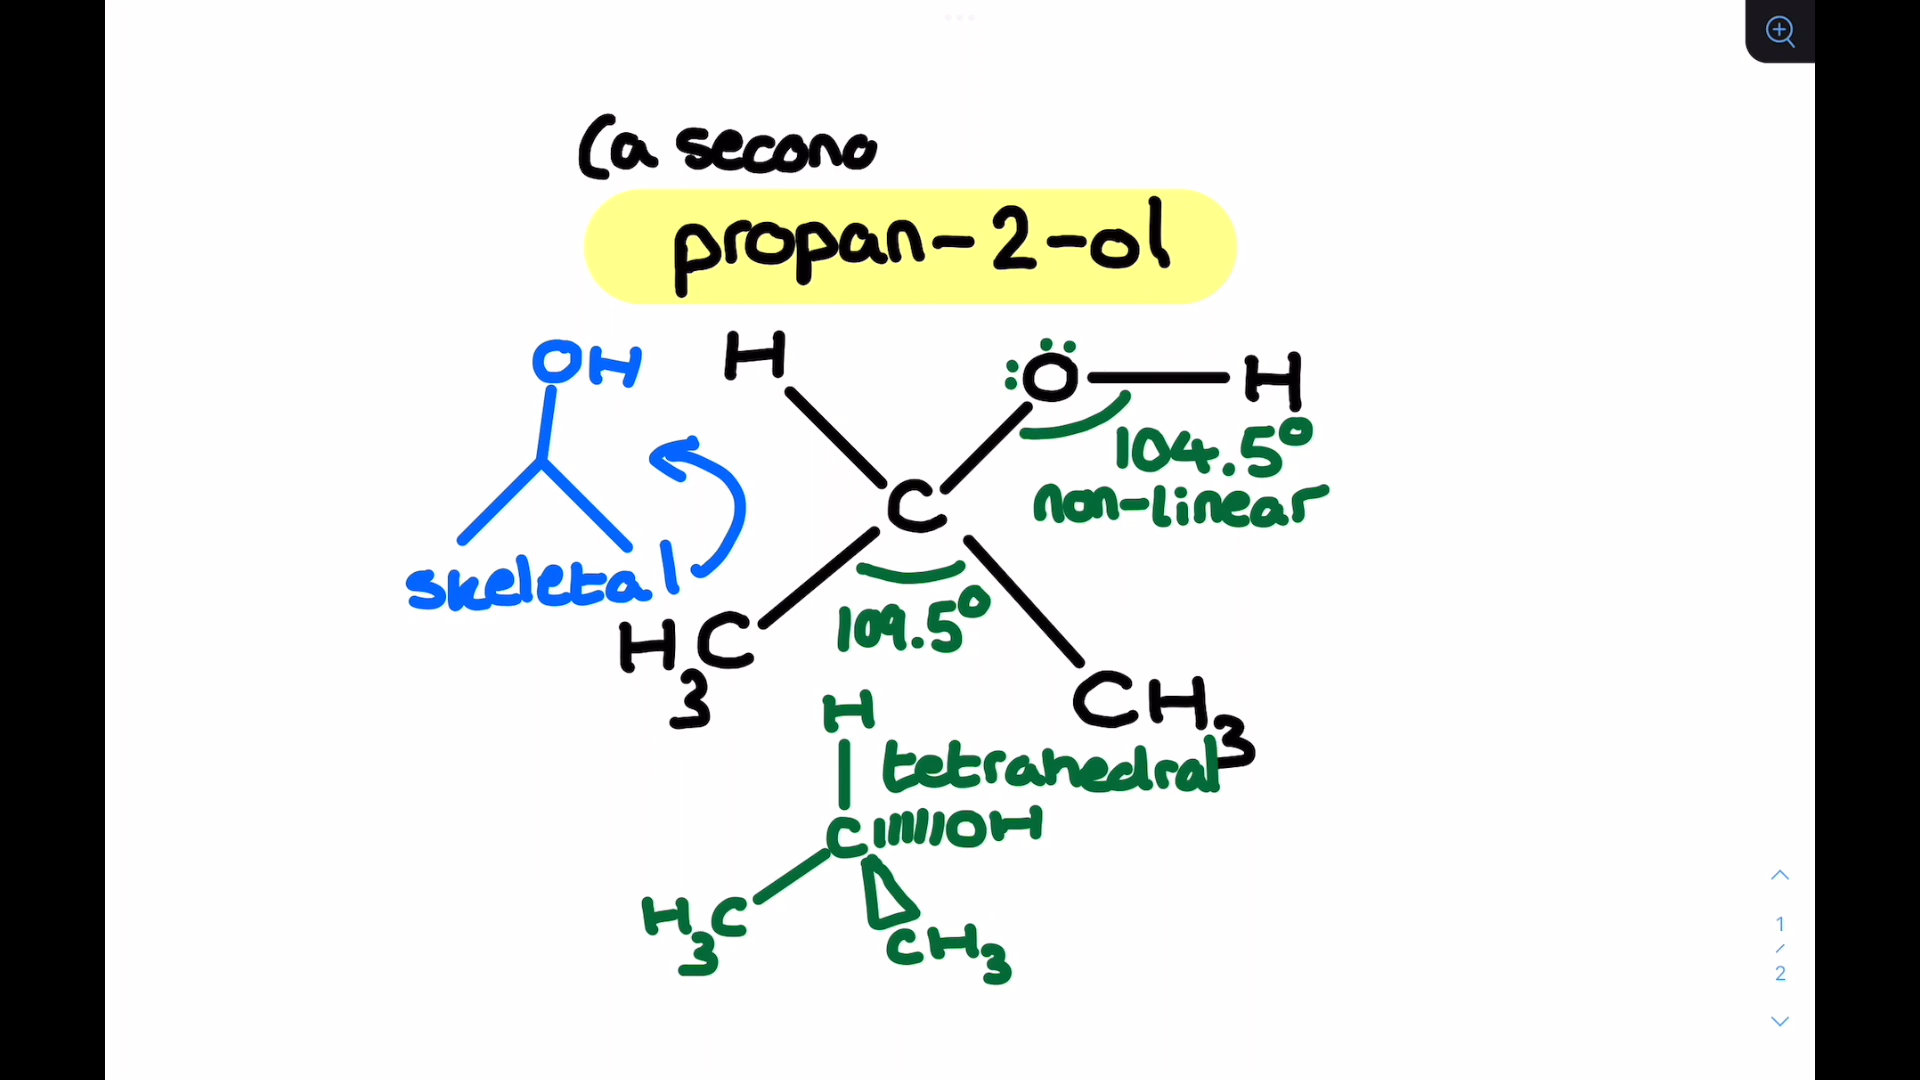 (a second
propan-2-ol
OH
H
:Ö
H
104.5°
non-linear
C
skeletal
109.5°
H3C
CH3
H
tetrahedral
C
OH
H3C
CH3
1
/
2